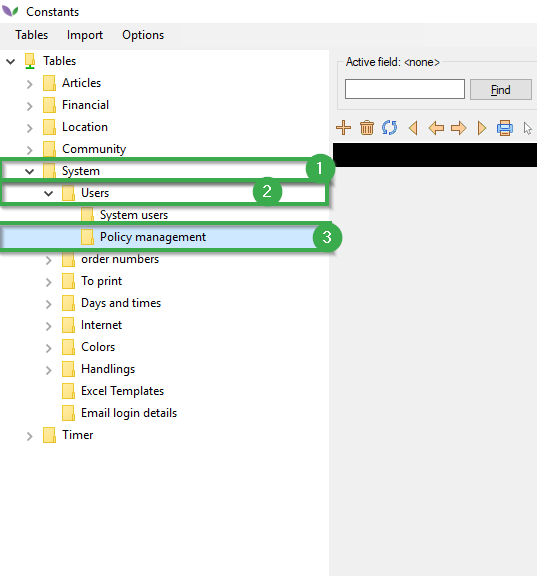 Constants
Tables Import Options
Tables
Articles
Financial
Location
Community
System 1
Users 2
System users
Policy management 3
order numbers
To print
Days and times
Internet
Colors
Handlings
Excel Templates
Email login details
Timer
Active field: <none>
Find